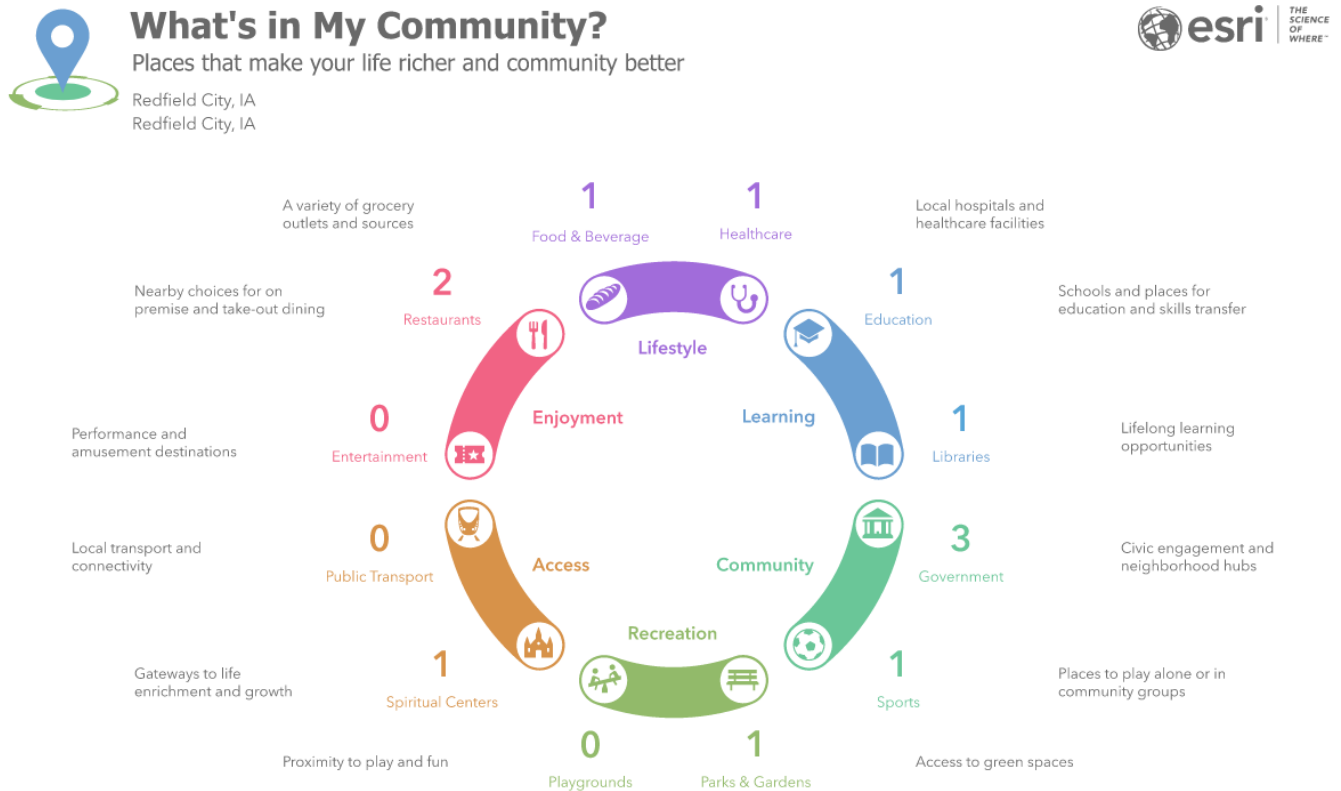 What's in My Community?
Places that make your life richer and community better
Redfield City, IA
Redfield City, IA
esri
THE
SCIENCE
OF
WHERE™
A variety of grocery
outlets and sources
1
Food & Beverage
1
Healthcare
Local hospitals and
healthcare facilities
Nearby choices for on
premise and take-out dining
2
Restaurants
1
Education
Schools and places for
education and skills transfer
Lifestyle
Enjoyment
Learning
Performance and
amusement destinations
0
Entertainment
1
Libraries
Lifelong learning
opportunities
Local transport and
connectivity
0
Public Transport
Access
Community
3
Government
Civic engagement and
neighborhood hubs
Recreation
Gateways to life
enrichment and growth
1
Spiritual Centers
1
Sports
Places to play alone or in
community groups
Proximity to play and fun
0
Playgrounds
1
Parks & Gardens
Access to green spaces